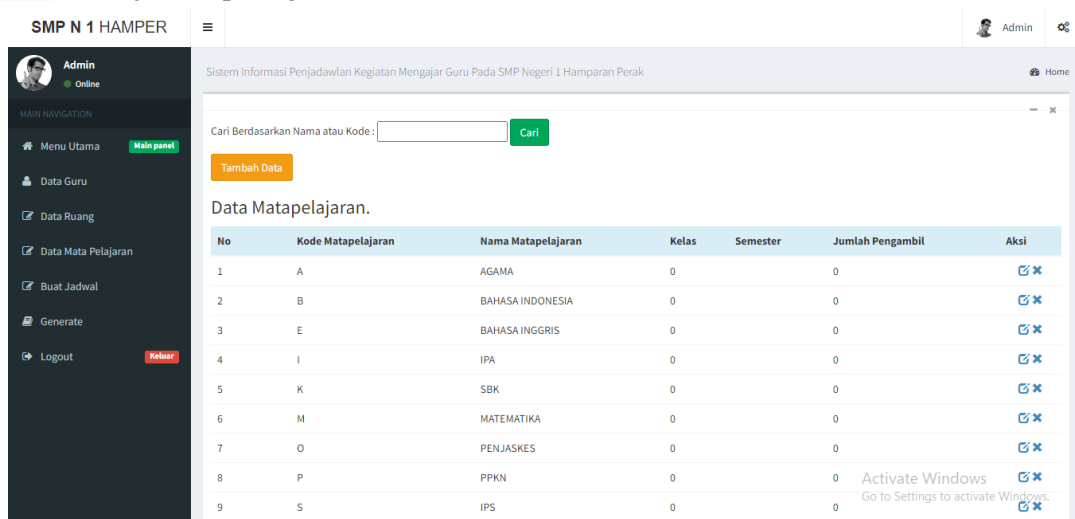 SMP N 1 HAMPER
Admin
Admin
Online
Sistem Informasi Penjadawlan Kegiatan Mengajar Guru Pada SMP Negeri 1 Hamparan Perak
Home
MAIN NAVIGATION
Menu Utama Main panel
Data Guru
Data Ruang
Data Mata Pelajaran
Buat Jadwal
Generate
Logout Keluar
Cari Berdasarkan Nama atau Kode : Cari
Tambah Data
Data Matapelajaran.
No Kode Matapelajaran Nama Matapelajaran Kelas Semester Jumlah Pengambil Aksi
1 A AGAMA 0 0
2 B BAHASA INDONESIA 0 0
3 E BAHASA INGGRIS 0 0
4 I IPA 0 0
5 K SBK 0 0
6 M MATEMATIKA 0 0
7 O PENJASKES 0 0
8 P PPKN 0 0
9 S IPS 0 0
Activate Windows
Go to Settings to activate Windows.